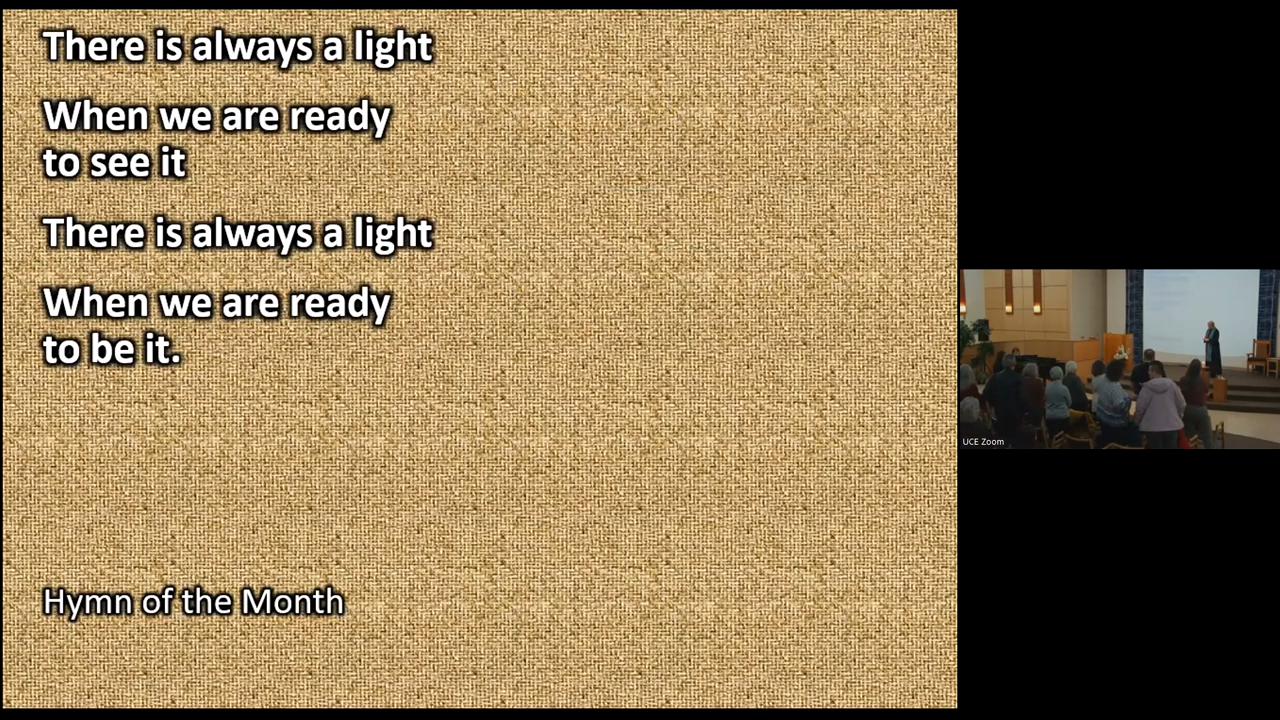 There is always a light
When we are ready
to see it
There is always a light
When we are ready
to be it.
Hymn of the Month
UCE Zoom